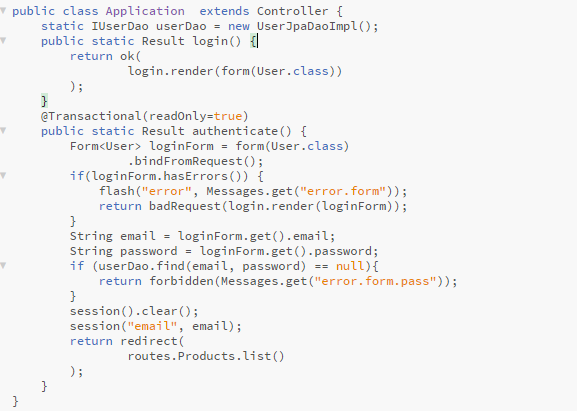 public class Application  extends Controller {
    static IUserDao userDao = new UserJpaDaoImpl();
    public static Result login() {
        return ok(
                login.render(form(User.class))
        );
    }
    @Transactional(readOnly=true)
    public static Result authenticate() {
        Form<User> loginForm = form(User.class)
                    .bindFromRequest();
        if(loginForm.hasErrors()) {
            flash("error", Messages.get("error.form"));
            return badRequest(login.render(loginForm));
        }
        String email = loginForm.get().email;
        String password = loginForm.get().password;
        if (userDao.find(email, password) == null){
            return forbidden(Messages.get("error.form.pass"));
        }
        session().clear();
        session("email", email);
        return redirect(
                routes.Products.list()
        );
    }
}